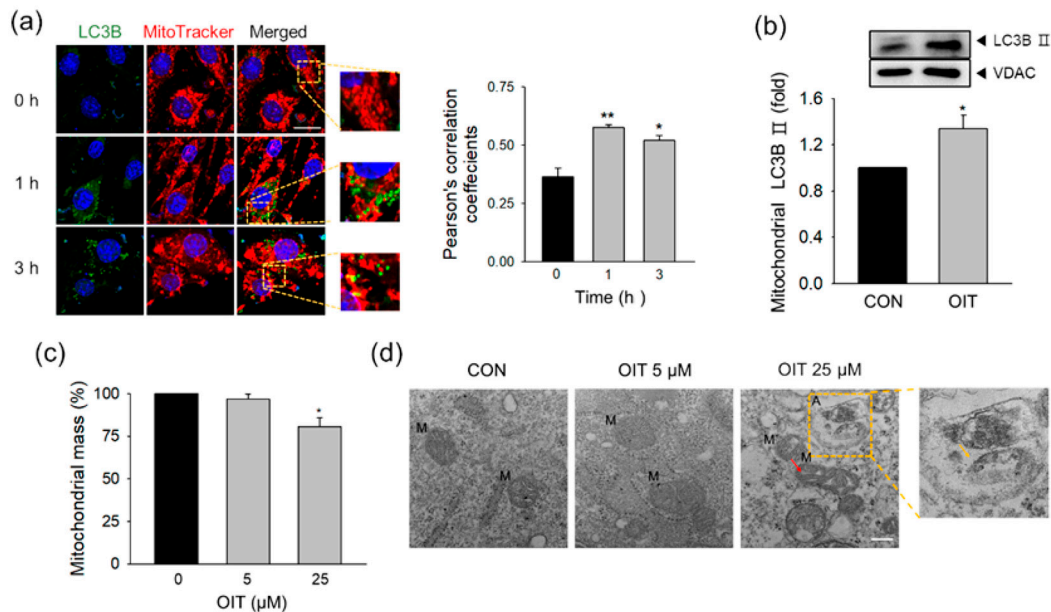 (a)
LC3B MitoTracker Merged
0 h
1 h
3 h
Pearson's correlation
coeffecients
0.75
0.50
0.25
0.00
**
*
0 1 3
Time (h )
(b)
LC3B II
VDAC
Mitochondrial LC3B II (fold)
1.6
1.2
0.8
0.4
0.0
*
CON OIT
(c)
Mitochondrial mass (%)
100
75
50
25
0
*
0 5 25
OIT (µM)
(d)
CON OIT 5 µM OIT 25 µM
M
M
M
M
A
M
M